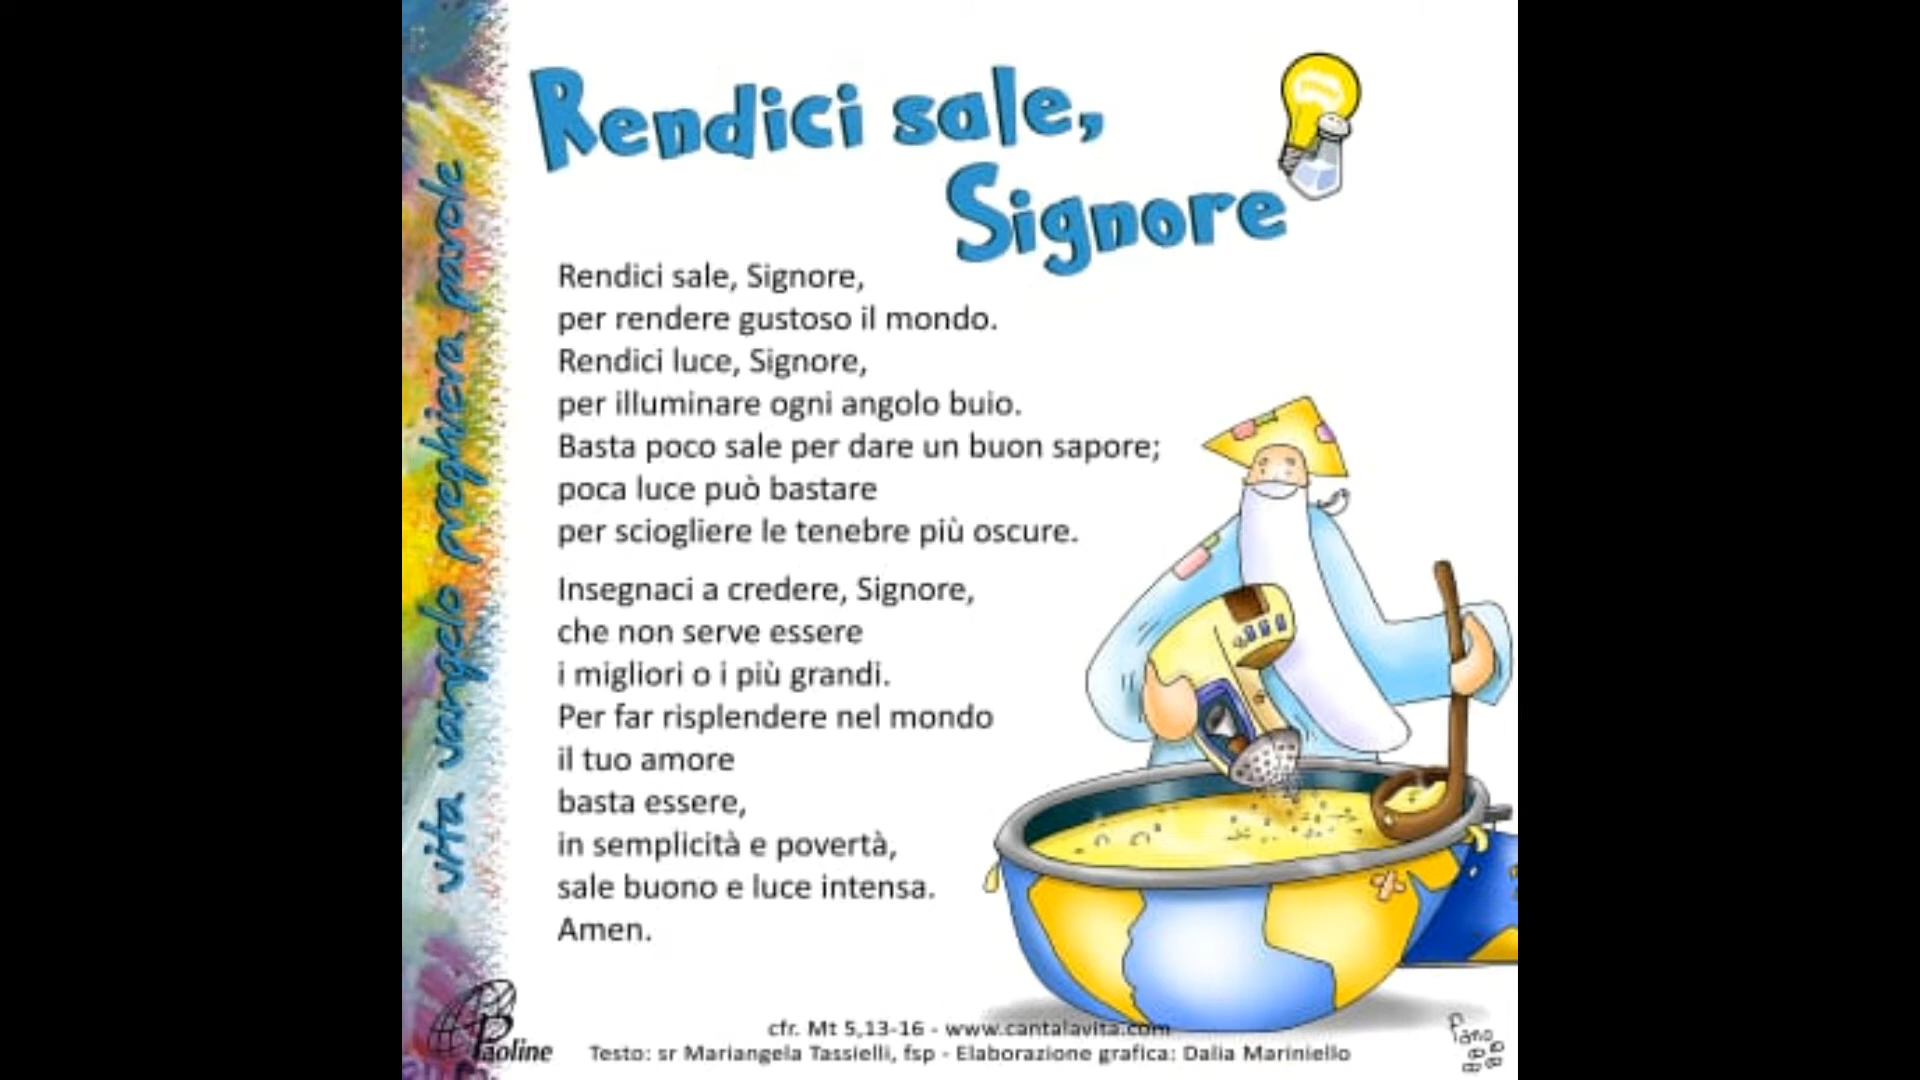 Rendici sale,
Signore
vita vangelo preghiera parole
Rendici sale, Signore,
per rendere gustoso il mondo.
Rendici luce, Signore,
per illuminare ogni angolo buio.
Basta poco sale per dare un buon sapore;
poca luce può bastare
per sciogliere le tenebre più oscure.
Insegnaci a credere, Signore,
che non serve essere
i migliori o i più grandi.
Per far risplendere nel mondo
il tuo amore
basta essere,
in semplicità e povertà,
sale buono e luce intensa.
Amen.
cfr. Mt 5,13-16 - www.cantalavita.com
Paoline
Testo: sr Mariangela Tassielli, fsp - Elaborazione grafica: Dalia Mariniello
Fano